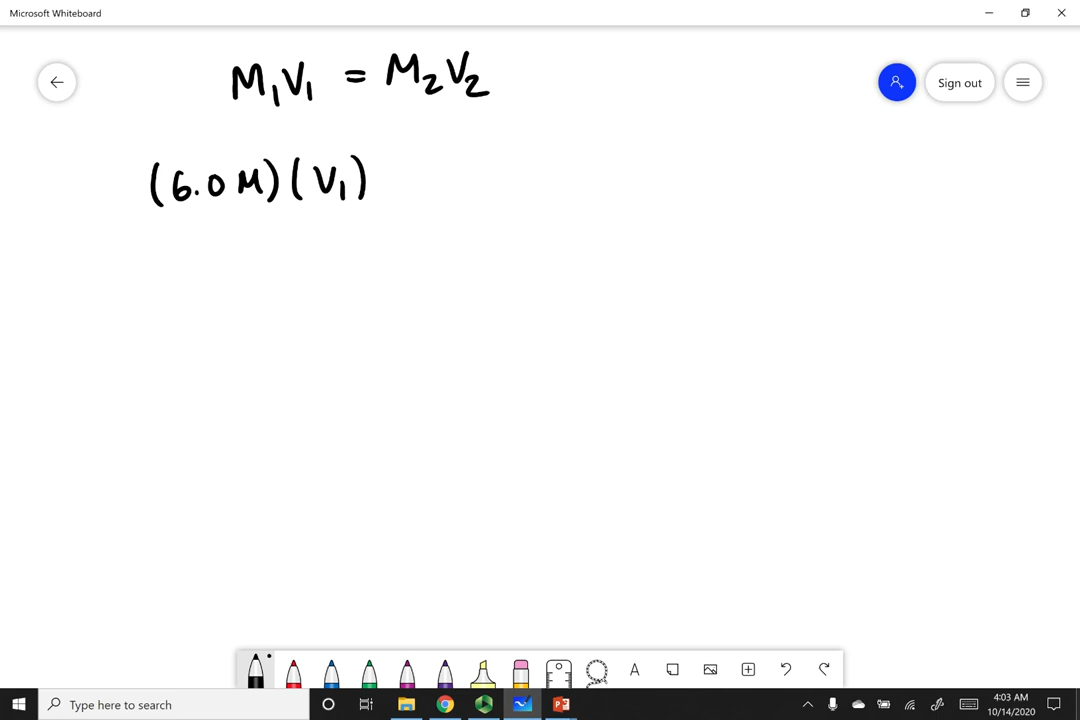 Microsoft Whiteboard
M₁V₁ = M₂V₂
Sign out
(6.0 M)(V₁)
A
Type here to search
4:03 AM
10/14/2020